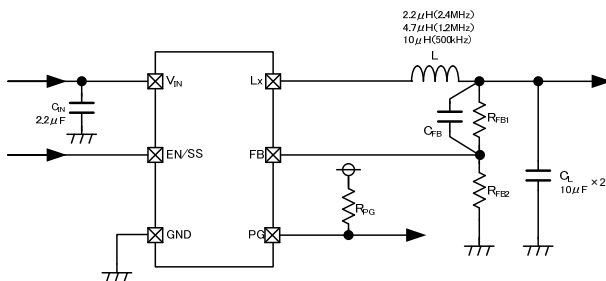 2.2μH(2.4MHz)
4.7μH(1.2MHz)
10μH(500kHz)
L
VIN
Lx
CIN
2.2μF
CFB
RFB1
EN/SS
FB
RFB2
CL
10μF ×2
RPG
GND
PG